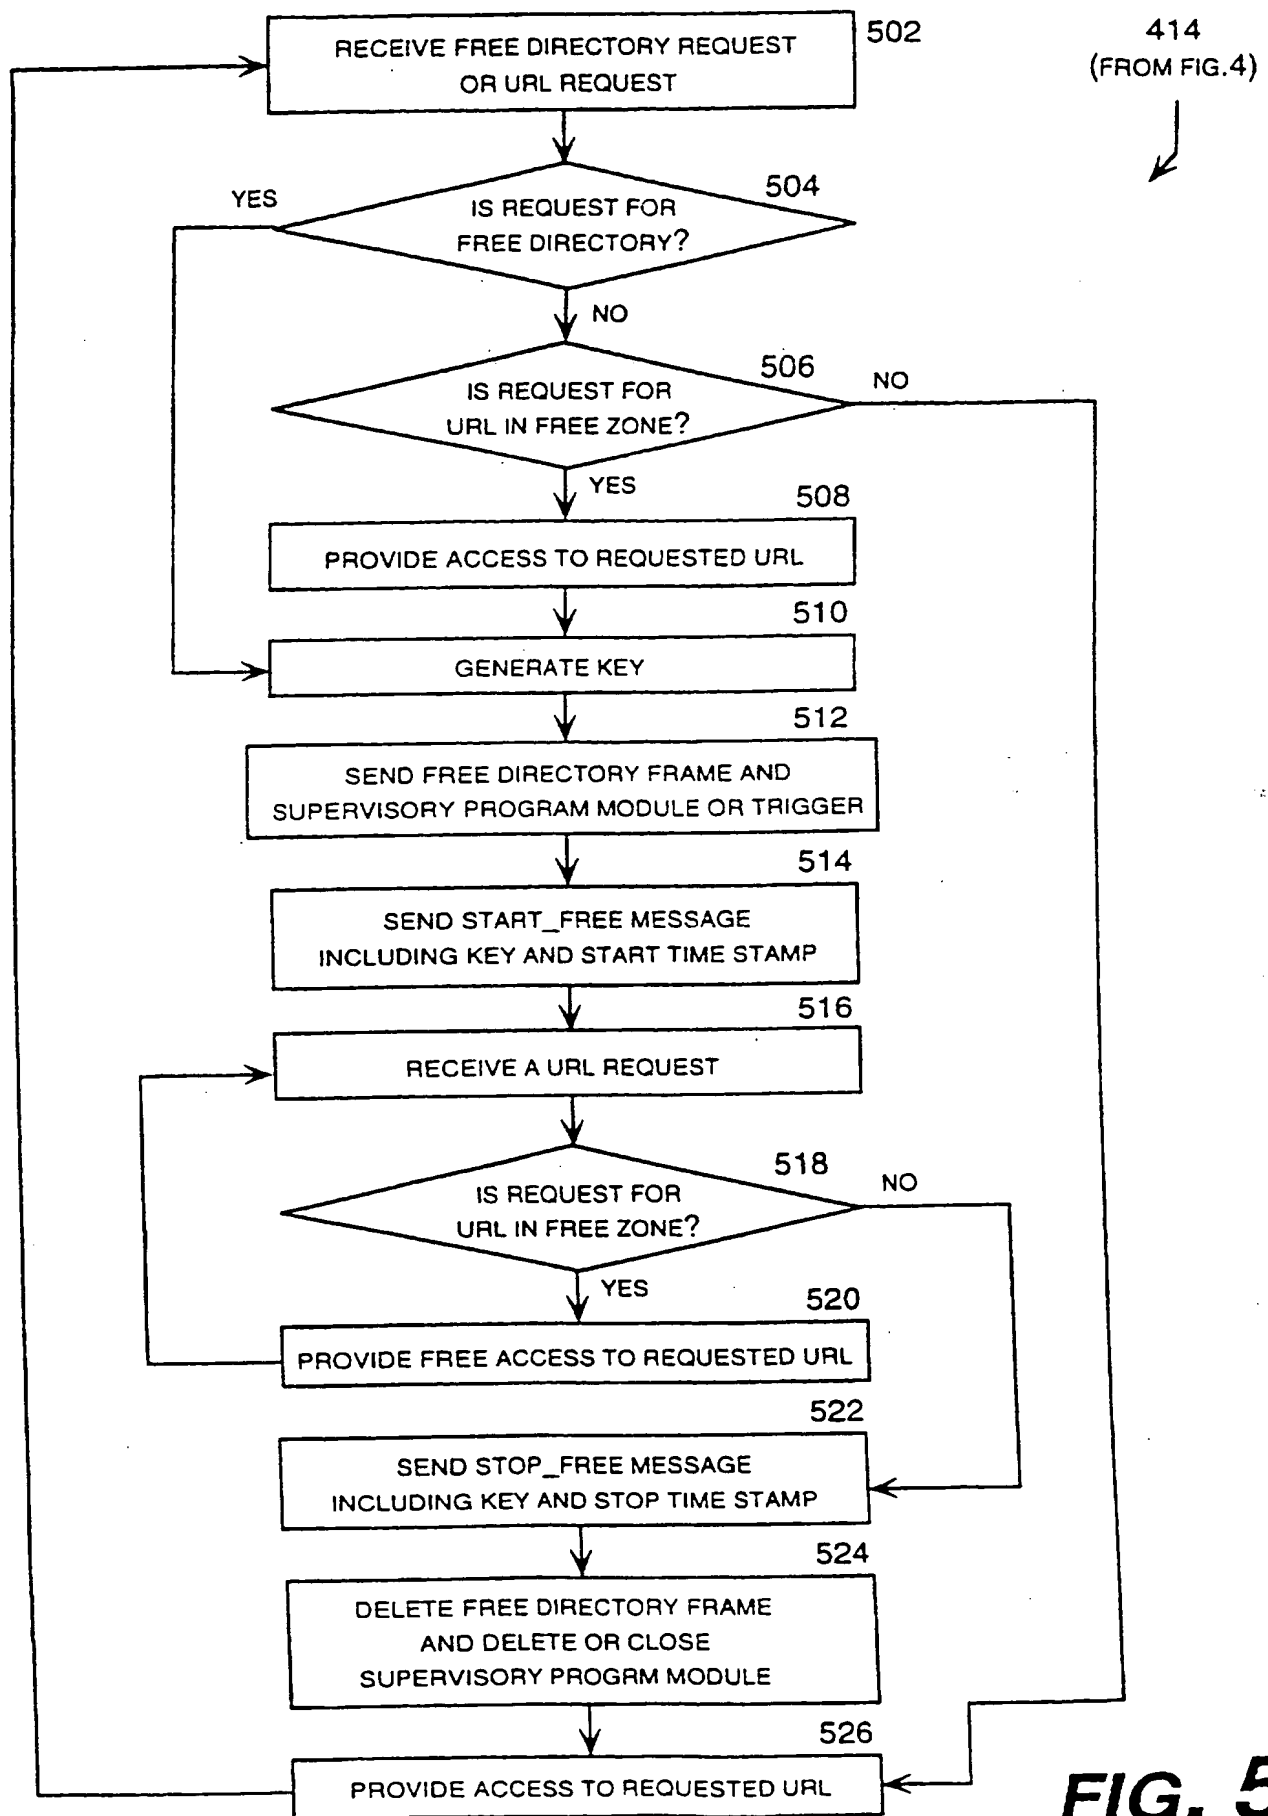 502
RECEIVE FREE DIRECTORY REQUEST
OR URL REQUEST
414
(FROM FIG.4)
504
YES
IS REQUEST FOR
FREE DIRECTORY?
NO
506
IS REQUEST FOR
URL IN FREE ZONE?
NO
YES
508
PROVIDE ACCESS TO REQUESTED URL
510
GENERATE KEY
512
SEND FREE DIRECTORY FRAME AND
SUPERVISORY PROGRAM MODULE OR TRIGGER
514
SEND START_FREE MESSAGE
INCLUDING KEY AND START TIME STAMP
516
RECEIVE A URL REQUEST
518
NO
IS REQUEST FOR
URL IN FREE ZONE?
YES
520
PROVIDE FREE ACCESS TO REQUESTED URL
522
SEND STOP_FREE MESSAGE
INCLUDING KEY AND STOP TIME STAMP
524
DELETE FREE DIRECTORY FRAME
AND DELETE OR CLOSE
SUPERVISORY PROGRM MODULE
526
PROVIDE ACCESS TO REQUESTED URL
FIG. 5